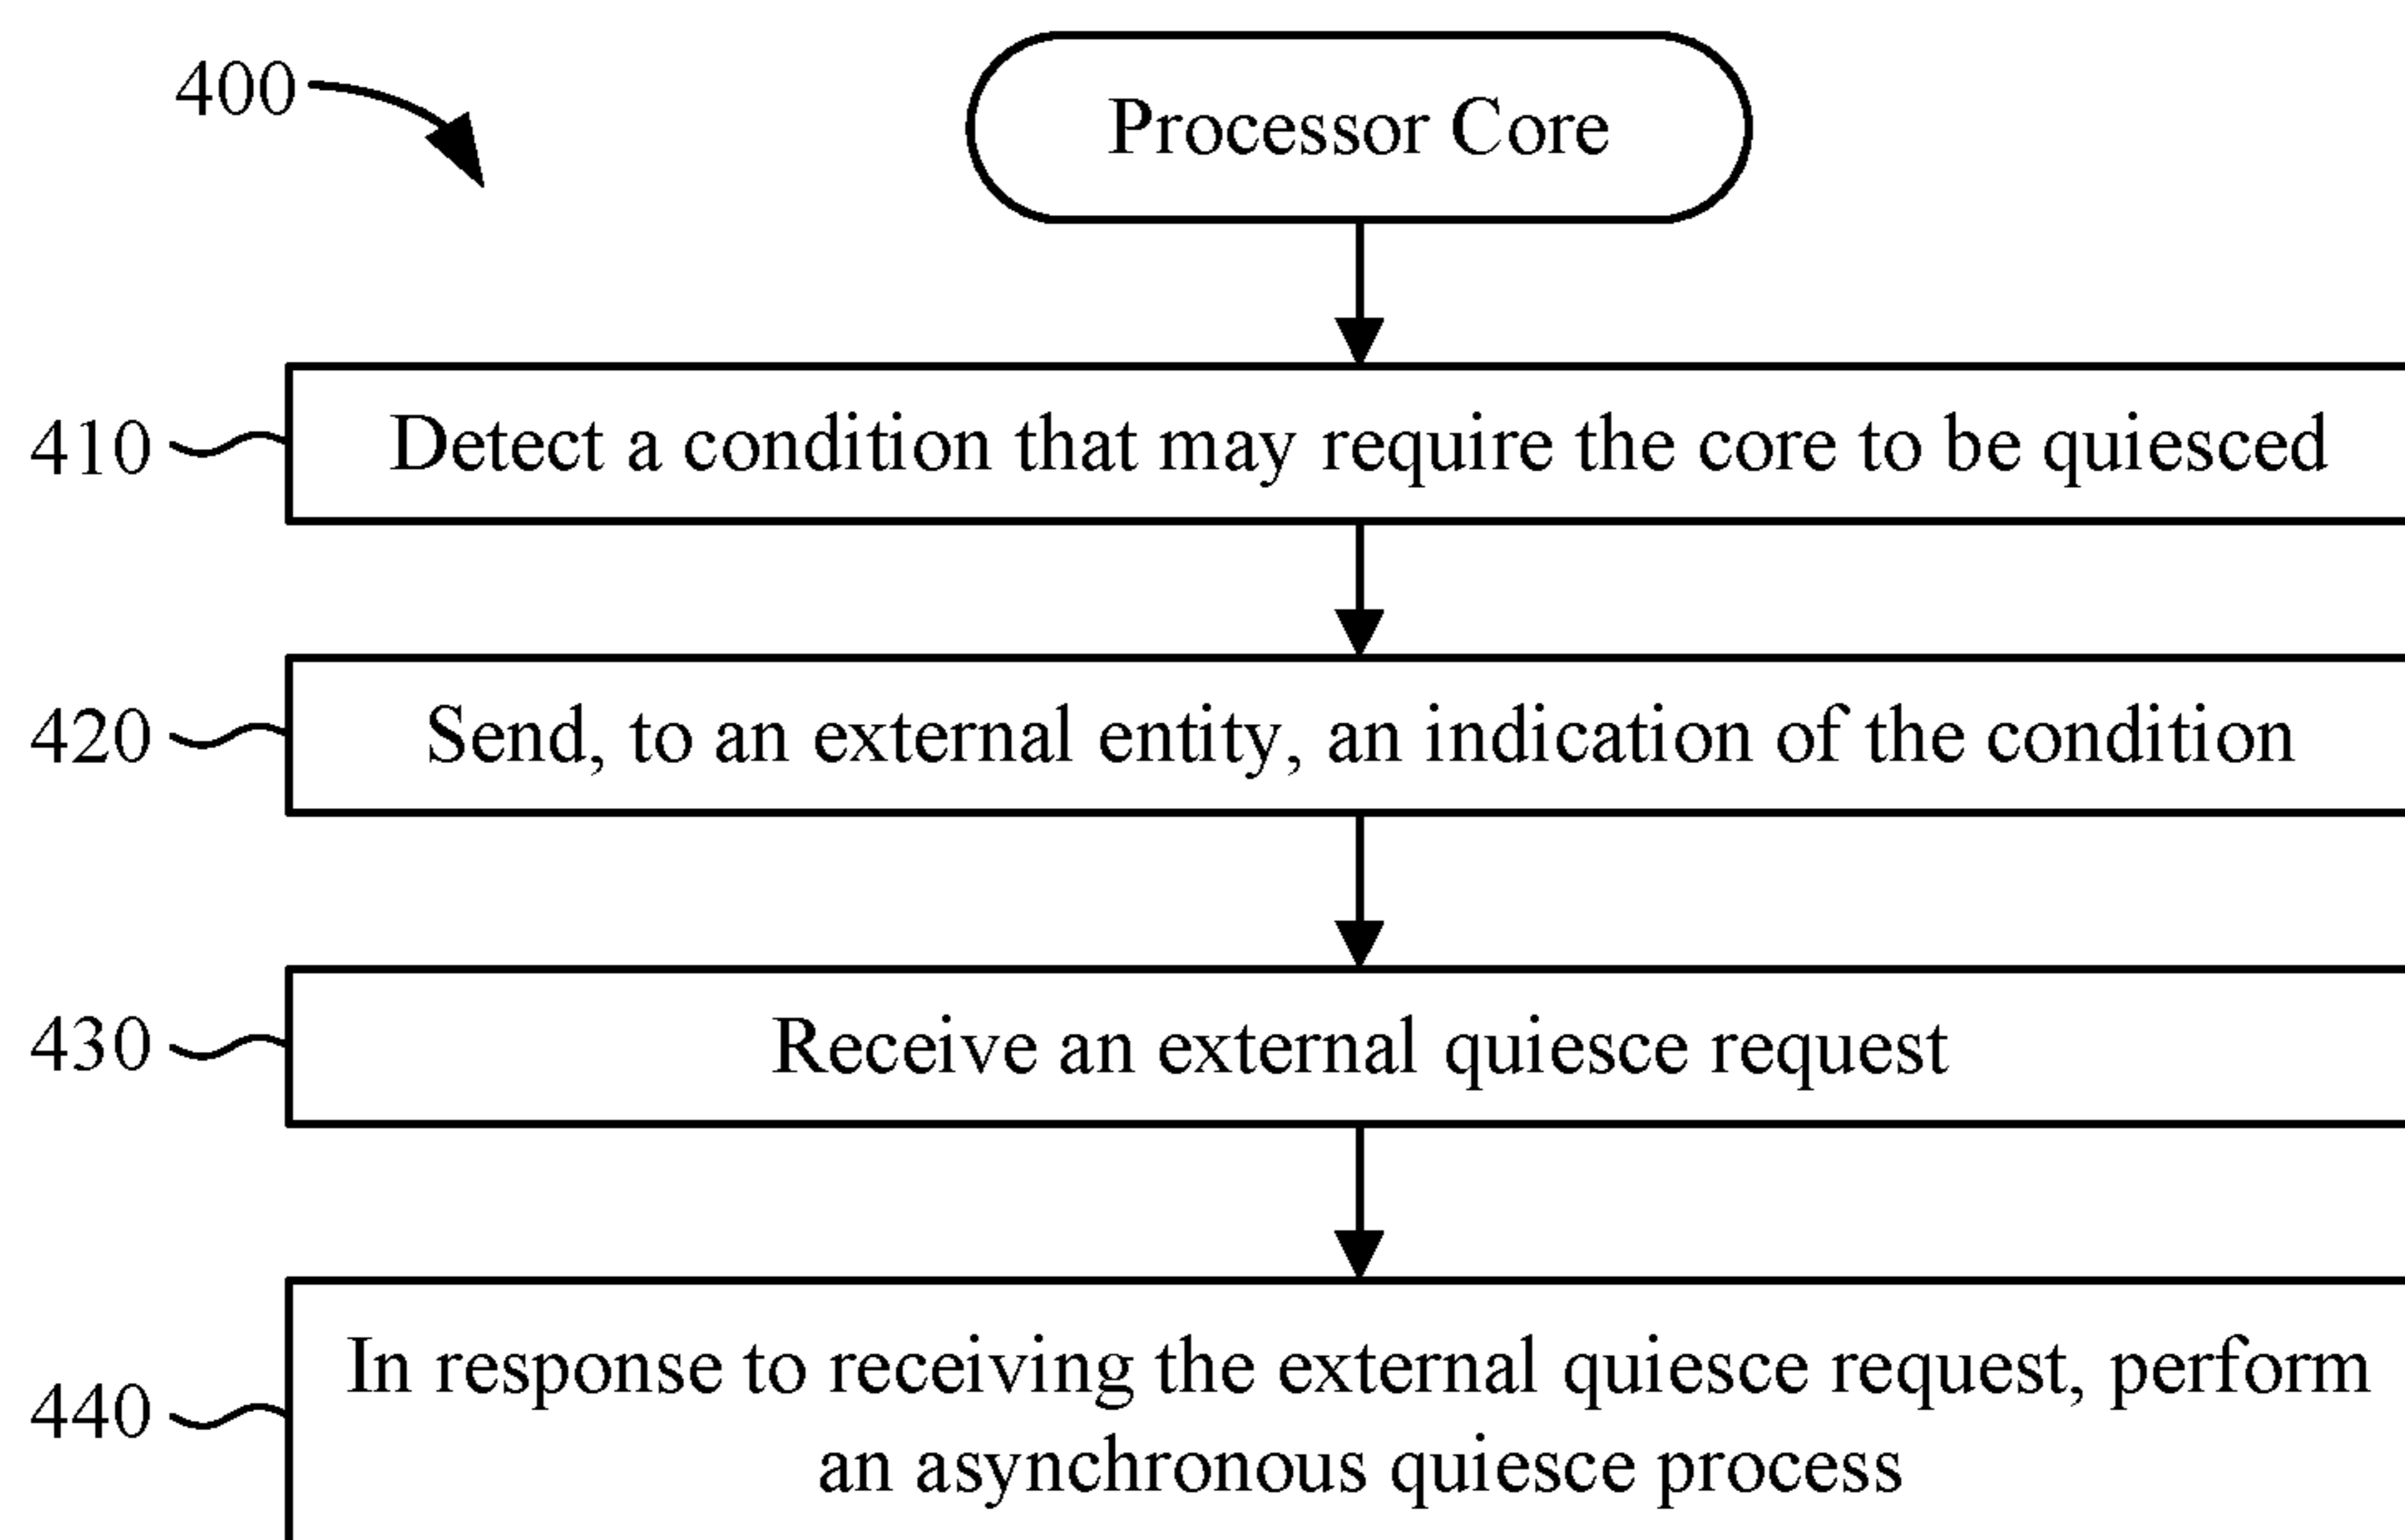 400
Processor Core
410
Detect a condition that may require the core to be quiesced
420
Send, to an external entity, an indication of the condition
430
Receive an external quiesce request
440
In response to receiving the external quiesce request, perform
an asynchronous quiesce process